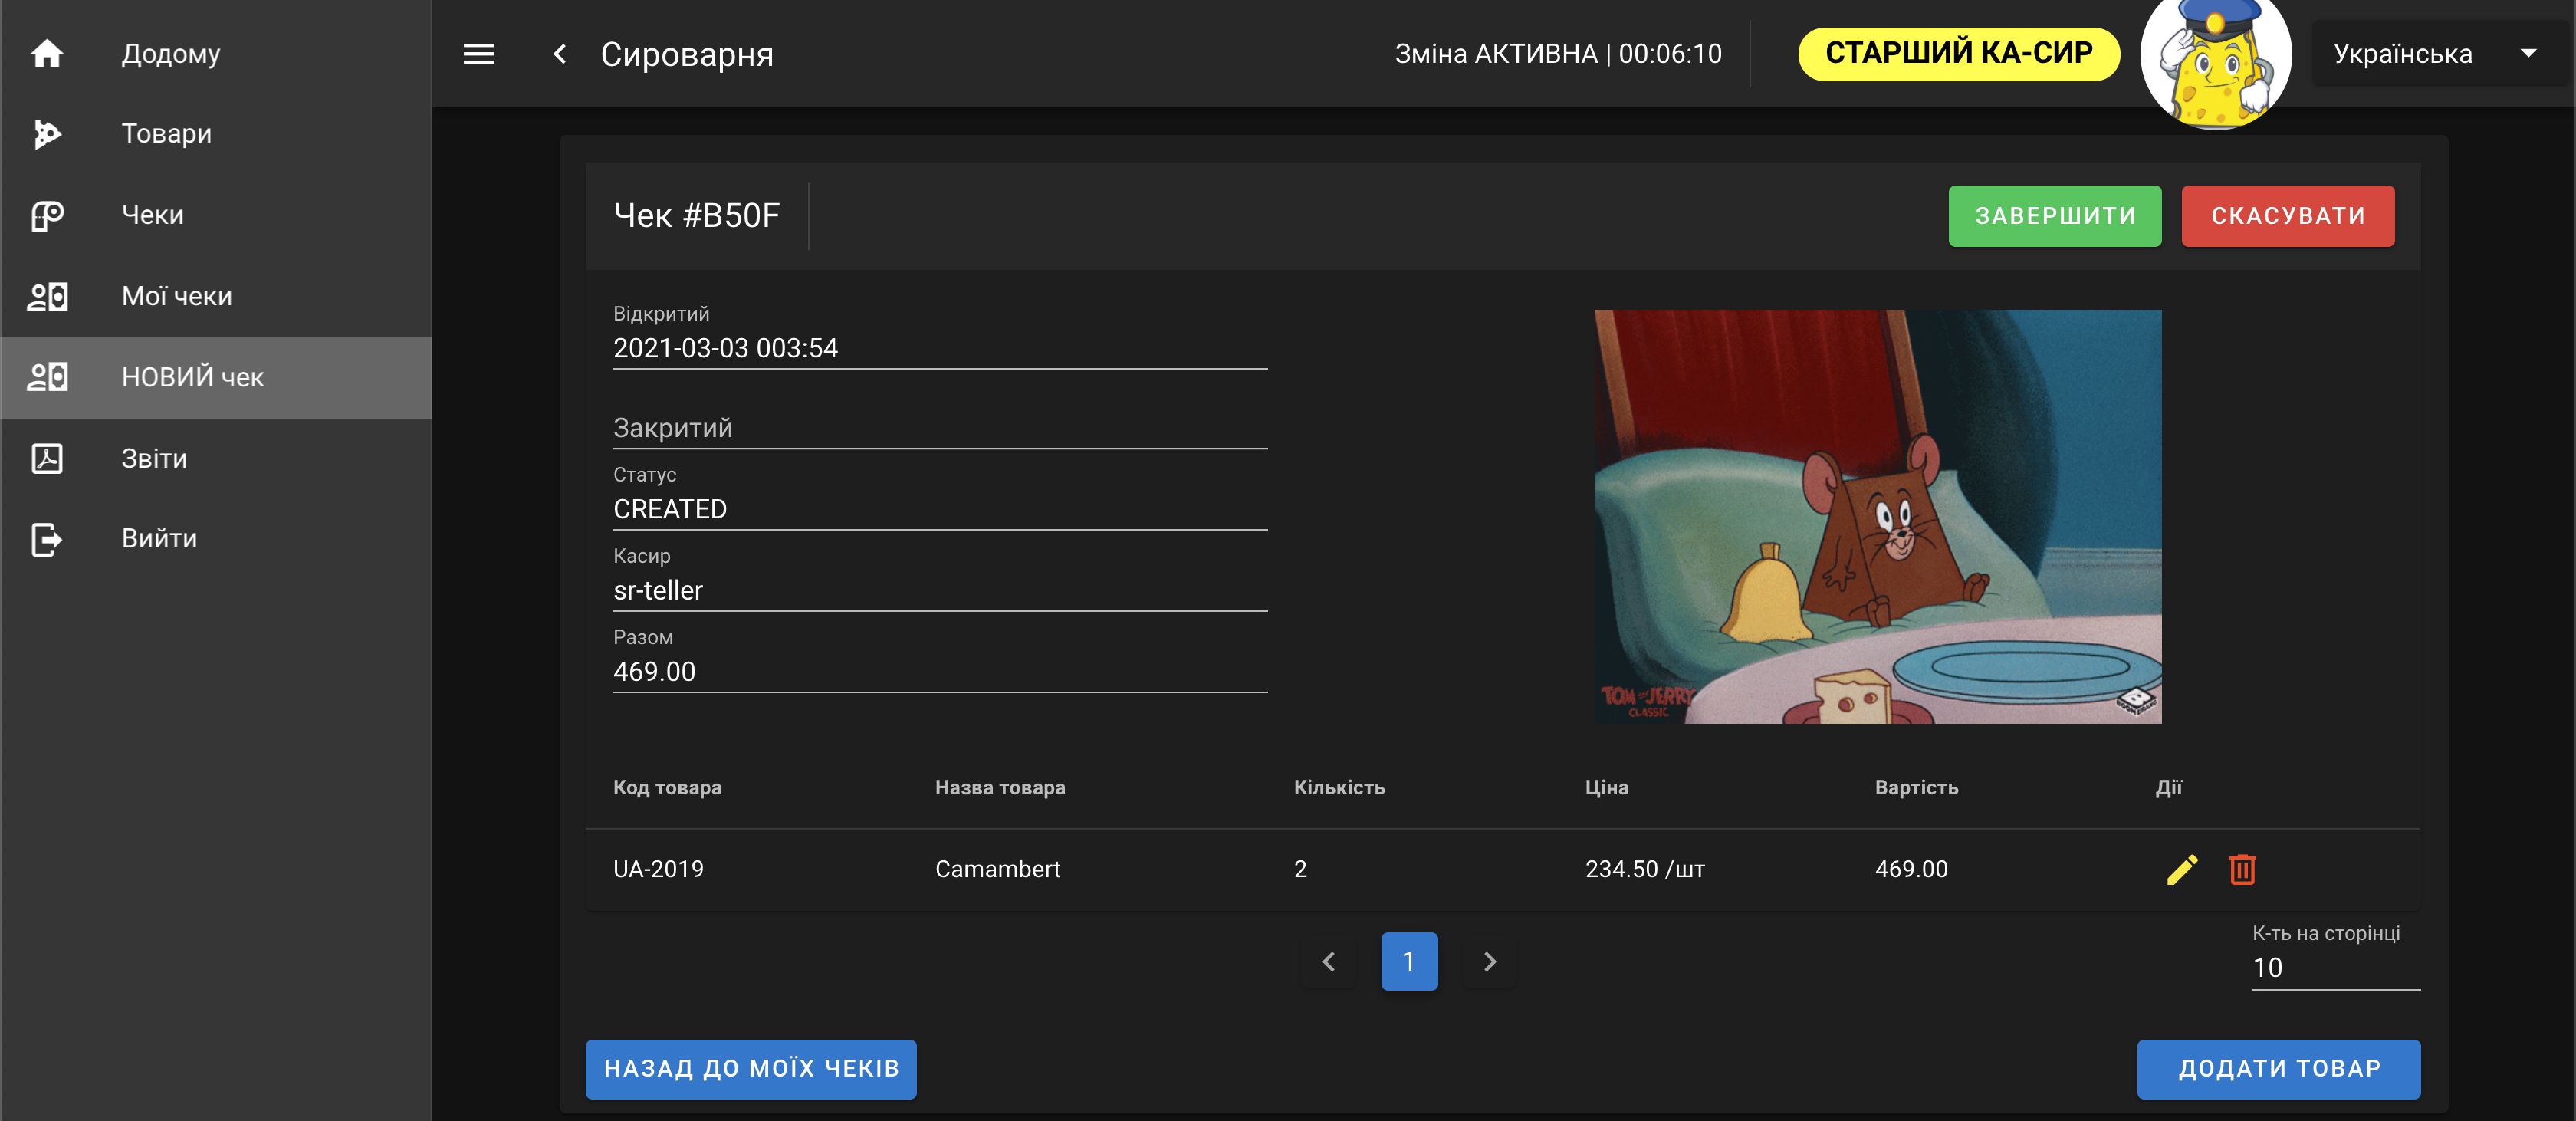 Додому
Товари
Чеки
Мої чеки
НОВИЙ чек
Звіти
Вийти
Сироварня
Зміна АКТИВНА | 00:06:10
СТАРШИЙ КА-СИР
Українська
Чек #B50F
ЗАВЕРШИТИ
СКАСУВАТИ
Відкритий
2021-03-03 003:54
Закритий
Статус
CREATED
Касир
sr-teller
Разом
469.00
TOM and JERRY
CLASSIC
BOOMERANG
Код товара Назва товара Кількість Ціна Вартість Дії
UA-2019 Camambert 2 234.50 /шт 469.00
1
К-ть на сторінці
10
НАЗАД ДО МОЇХ ЧЕКІВ
ДОДАТИ ТОВАР